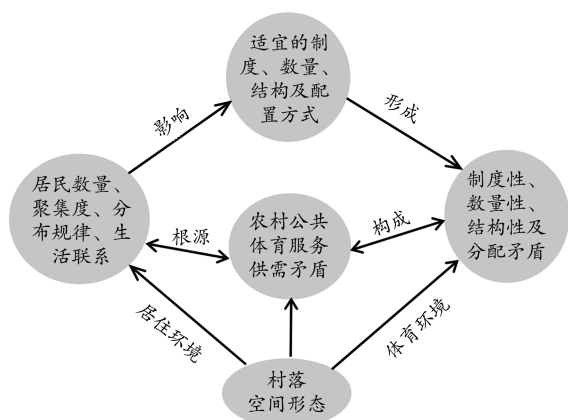 适宜的制
度、数量、
结构及配
置方式
影响
形成
居民数量、
聚集度、分
布规律、生
活联系
制度性、
数量性、
结构性及
分配矛盾
根源
农村公共
体育服务
供需矛盾
构成
居住环境
体育环境
村落
空间形态